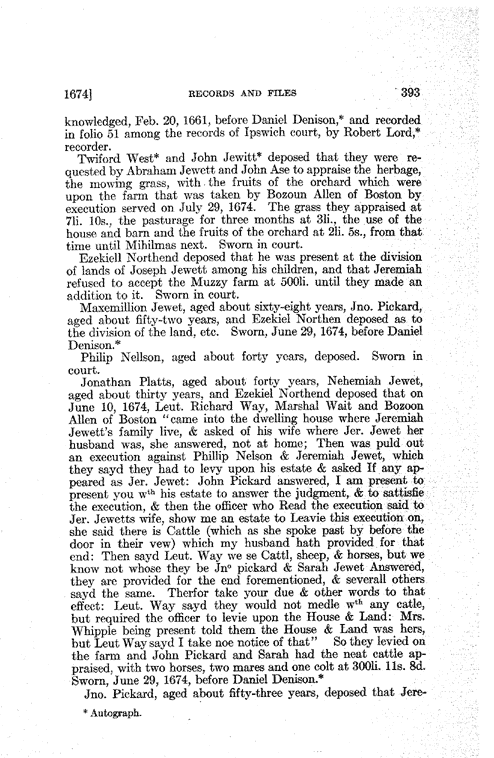 1674] RECORDS AND FILES 393
knowledged, Feb. 20, 1661, before Daniel Denison,* and recorded
in folio 51 among the records of Ipswich court, by Robert Lord,*
recorder.
Twiford West* and John Jewitt* deposed that they were re-
quested by Abraham Jewett and John Ase to appraise the herbage,
the mowing grass, with the fruits of the orchard which were
upon the farm that was taken by Bozoun Allen of Boston by
execution served on July 29, 1674. The grass they appraised at
7li. 10s., the pasturage for three months at 3li., the use of the
house and barn and the fruits of the orchard at 2li. 5s., from that
time until Mihilmas next. Sworn in court.
Ezekiell Northend deposed that he was present at the division
of lands of Joseph Jewett among his children, and that Jeremiah
refused to accept the Muzzy farm at 500li. until they made an
addition to it. Sworn in court.
Maxemillion Jewet, aged about sixty-eight years, Jno. Pickard,
aged about fifty-two years, and Ezekiel Northen deposed as to
the division of the land, etc. Sworn, June 29, 1674, before Daniel
Denison.*
Philip Nellson, aged about forty years, deposed. Sworn in
court.
Jonathan Platts, aged about forty years, Nehemiah Jewet,
aged about thirty years, and Ezekiel Northend deposed that on
June 10, 1674, Leut. Richard Way, Marshal Wait and Bozoon
Allen of Boston "came into the dwelling house where Jeremiah
Jewett's family live, & asked of his wife where Jer. Jewet her
husband was, she answered, not at home; Then was puld out
an execution against Phillip Nelson & Jeremiah Jewet, which
they sayd they had to levy upon his estate & asked If any ap-
peared as Jer. Jewet: John Pickard answered, I am present to
present you wth his estate to answer the judgment, & to sattisfie
the execution, & then the officer who Read the execution said to
Jer. Jewetts wife, show me an estate to Leavie this execution on,
she said there is Cattle (which as she spoke past by before the
door in their vew) which my husband hath provided for that
end: Then sayd Leut. Way we se Cattl, sheep, & horses, but we
know not whose they be Jno pickard & Sarah Jewet Answered,
they are provided for the end forementioned, & severall others
sayd the same. Therfor take your due & other words to that
effect: Leut. Way sayd they would not medle wth any catle,
but required the officer to levie upon the House & Land: Mrs.
Whipple being present told them the House & Land was hers,
but Leut Way sayd I take noe notice of that" So they levied on
the farm and John Pickard and Sarah had the neat cattle ap-
praised, with two horses, two mares and one colt at 300li. 11s. 8d.
Sworn, June 29, 1674, before Daniel Denison.*
Jno. Pickard, aged about fifty-three years, deposed that Jere-
* Autograph.